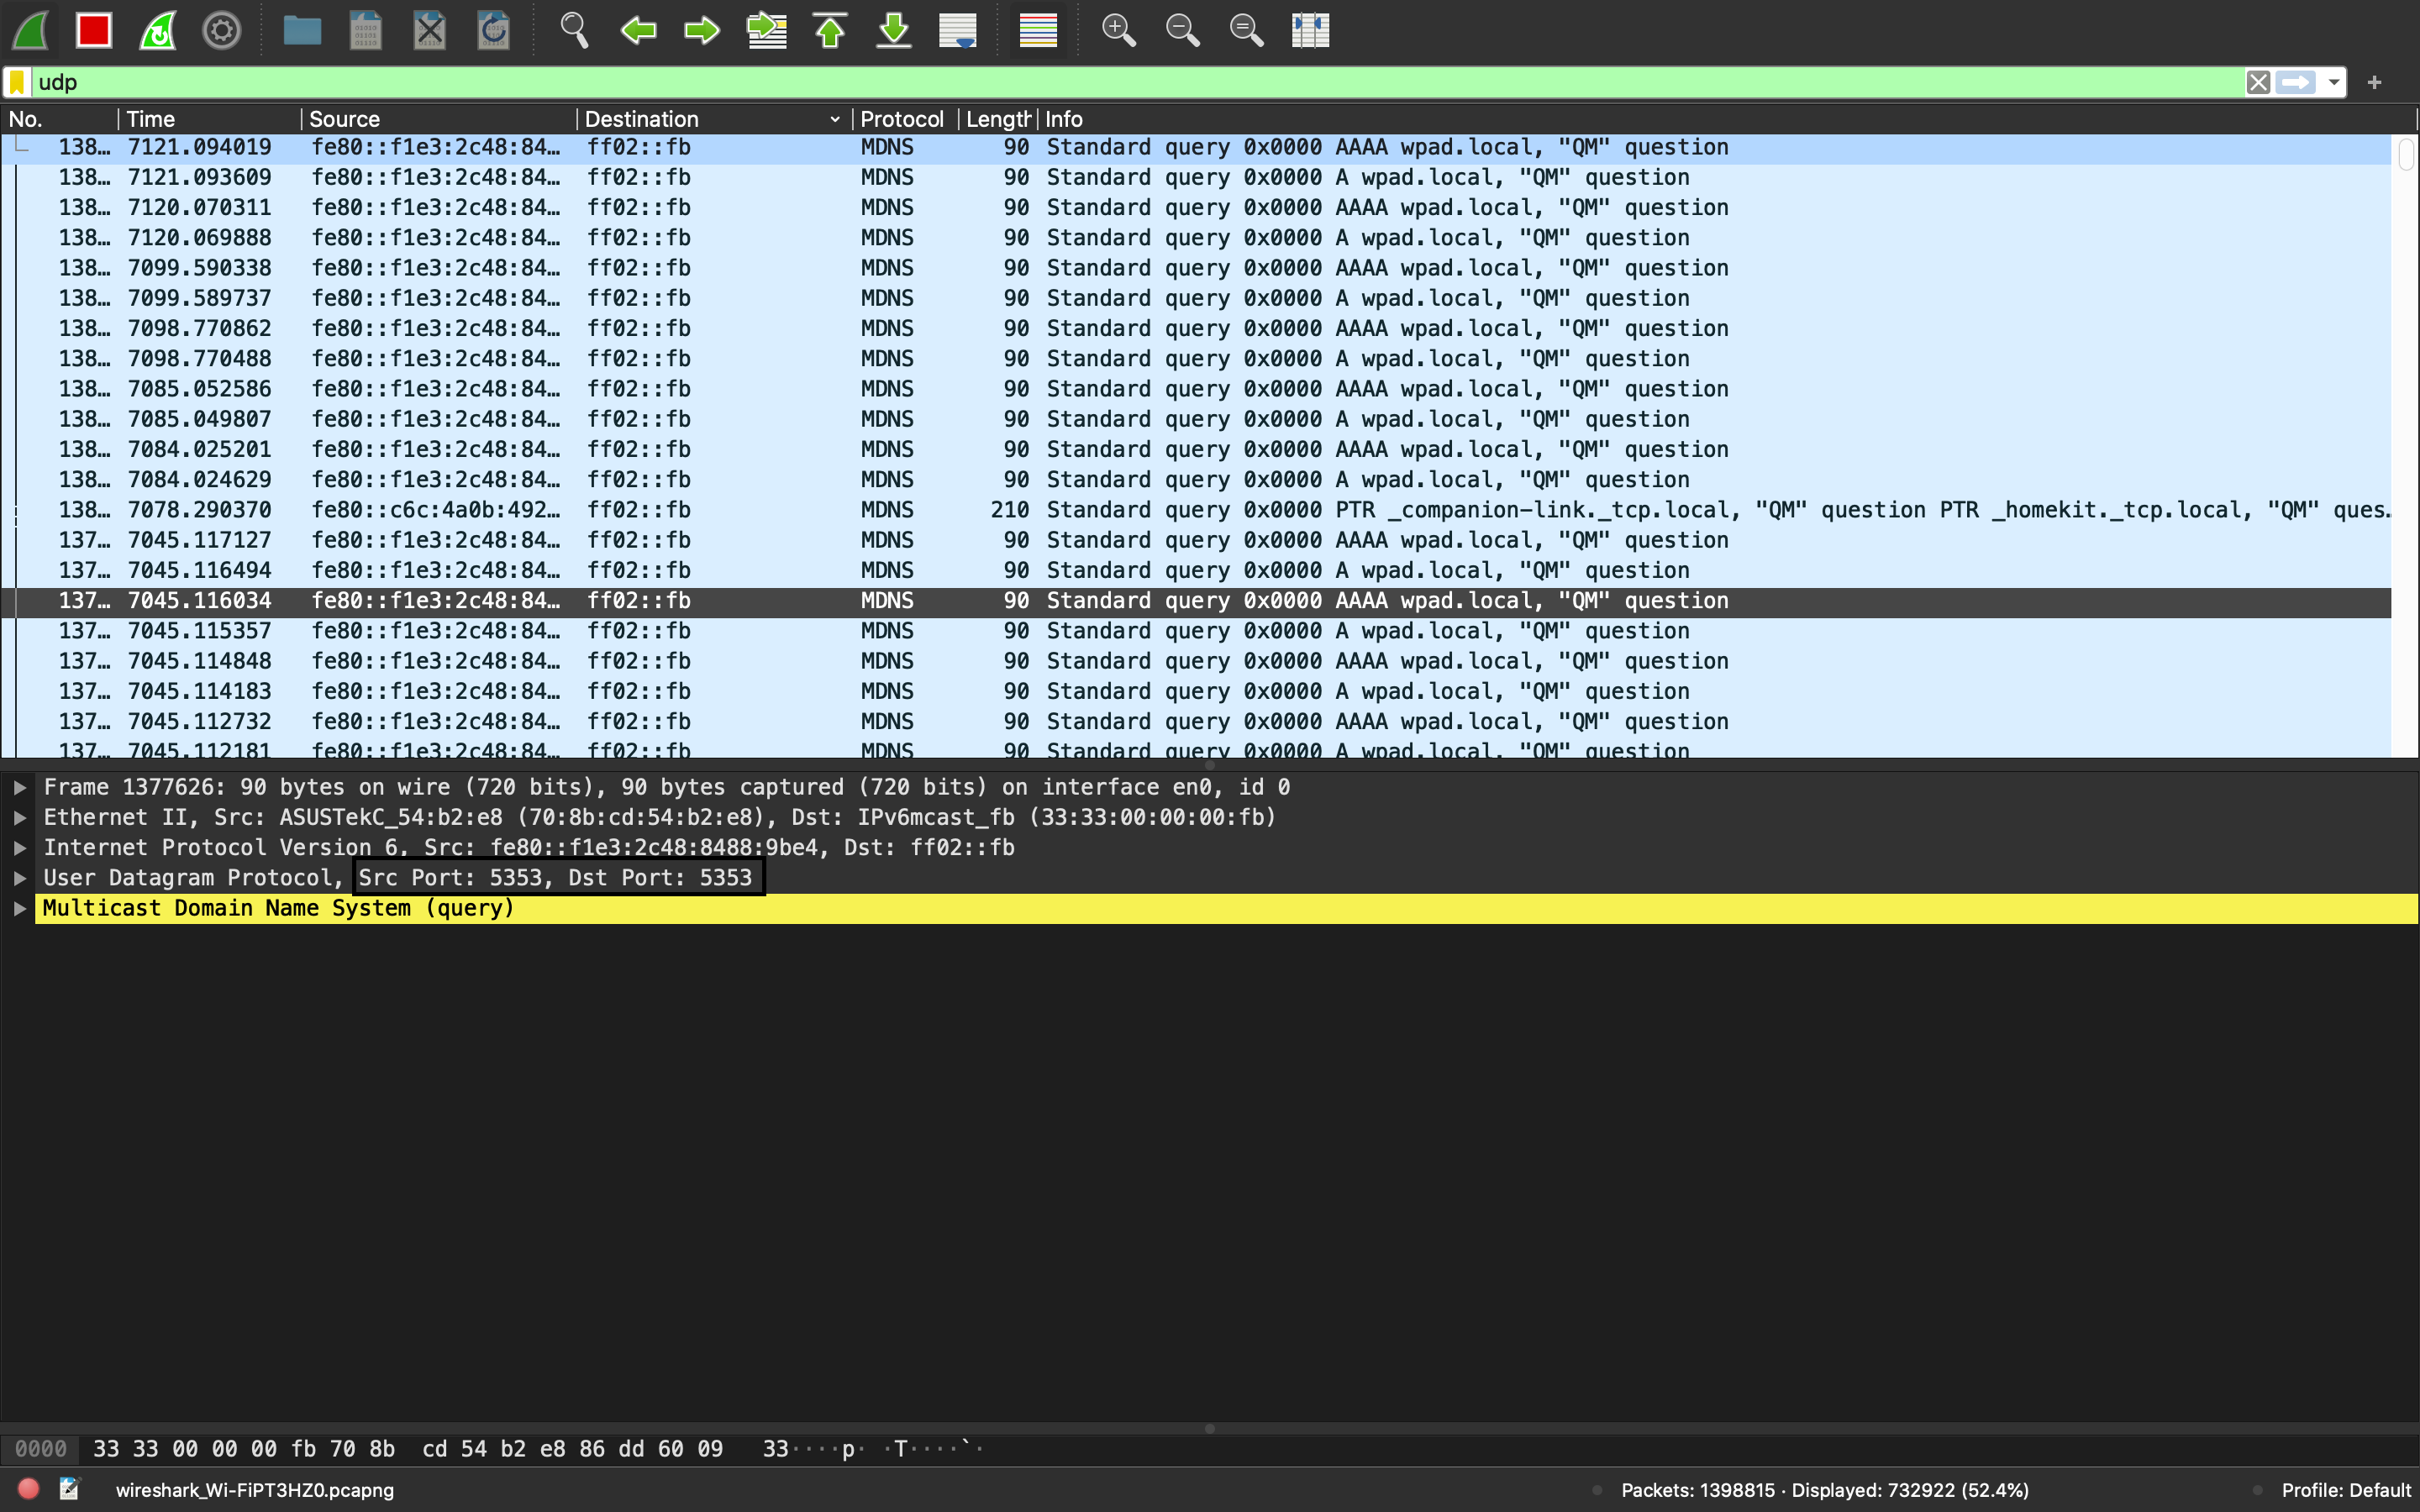 udp
No. Time Source Destination Protocol Length Info
138… 7121.094019 fe80::f1e3:2c48:84… ff02::fb MDNS 90 Standard query 0x0000 AAAA wpad.local, "QM" question
138… 7121.093609 fe80::f1e3:2c48:84… ff02::fb MDNS 90 Standard query 0x0000 A wpad.local, "QM" question
138… 7120.070311 fe80::f1e3:2c48:84… ff02::fb MDNS 90 Standard query 0x0000 AAAA wpad.local, "QM" question
138… 7120.069888 fe80::f1e3:2c48:84… ff02::fb MDNS 90 Standard query 0x0000 A wpad.local, "QM" question
138… 7099.590338 fe80::f1e3:2c48:84… ff02::fb MDNS 90 Standard query 0x0000 AAAA wpad.local, "QM" question
138… 7099.589737 fe80::f1e3:2c48:84… ff02::fb MDNS 90 Standard query 0x0000 A wpad.local, "QM" question
138… 7098.770862 fe80::f1e3:2c48:84… ff02::fb MDNS 90 Standard query 0x0000 AAAA wpad.local, "QM" question
138… 7098.770488 fe80::f1e3:2c48:84… ff02::fb MDNS 90 Standard query 0x0000 A wpad.local, "QM" question
138… 7085.052586 fe80::f1e3:2c48:84… ff02::fb MDNS 90 Standard query 0x0000 AAAA wpad.local, "QM" question
138… 7085.049807 fe80::f1e3:2c48:84… ff02::fb MDNS 90 Standard query 0x0000 A wpad.local, "QM" question
138… 7084.025201 fe80::f1e3:2c48:84… ff02::fb MDNS 90 Standard query 0x0000 AAAA wpad.local, "QM" question
138… 7084.024629 fe80::f1e3:2c48:84… ff02::fb MDNS 90 Standard query 0x0000 A wpad.local, "QM" question
138… 7078.290370 fe80::c6c:4a0b:492… ff02::fb MDNS 210 Standard query 0x0000 PTR _companion-link._tcp.local, "QM" question PTR _homekit._tcp.local, "QM" ques…
137… 7045.117127 fe80::f1e3:2c48:84… ff02::fb MDNS 90 Standard query 0x0000 AAAA wpad.local, "QM" question
137… 7045.116494 fe80::f1e3:2c48:84… ff02::fb MDNS 90 Standard query 0x0000 A wpad.local, "QM" question
137… 7045.116034 fe80::f1e3:2c48:84… ff02::fb MDNS 90 Standard query 0x0000 AAAA wpad.local, "QM" question
137… 7045.115357 fe80::f1e3:2c48:84… ff02::fb MDNS 90 Standard query 0x0000 A wpad.local, "QM" question
137… 7045.114848 fe80::f1e3:2c48:84… ff02::fb MDNS 90 Standard query 0x0000 AAAA wpad.local, "QM" question
137… 7045.114183 fe80::f1e3:2c48:84… ff02::fb MDNS 90 Standard query 0x0000 A wpad.local, "QM" question
137… 7045.112732 fe80::f1e3:2c48:84… ff02::fb MDNS 90 Standard query 0x0000 AAAA wpad.local, "QM" question
137… 7045.112181 fe80::f1e3:2c48:84… ff02::fb MDNS 90 Standard query 0x0000 A wpad.local, "QM" question
Frame 1377626: 90 bytes on wire (720 bits), 90 bytes captured (720 bits) on interface en0, id 0
Ethernet II, Src: ASUSTekC_54:b2:e8 (70:8b:cd:54:b2:e8), Dst: IPv6mcast_fb (33:33:00:00:00:fb)
Internet Protocol Version 6, Src: fe80::f1e3:2c48:8488:9be4, Dst: ff02::fb
User Datagram Protocol, Src Port: 5353, Dst Port: 5353
Multicast Domain Name System (query)
0000 33 33 00 00 00 fb 70 8b cd 54 b2 e8 86 dd 60 09 33····p· ·T····`·
wireshark_Wi-FiPT3HZ0.pcapng Packets: 1398815 · Displayed: 732922 (52.4%) Profile: Default